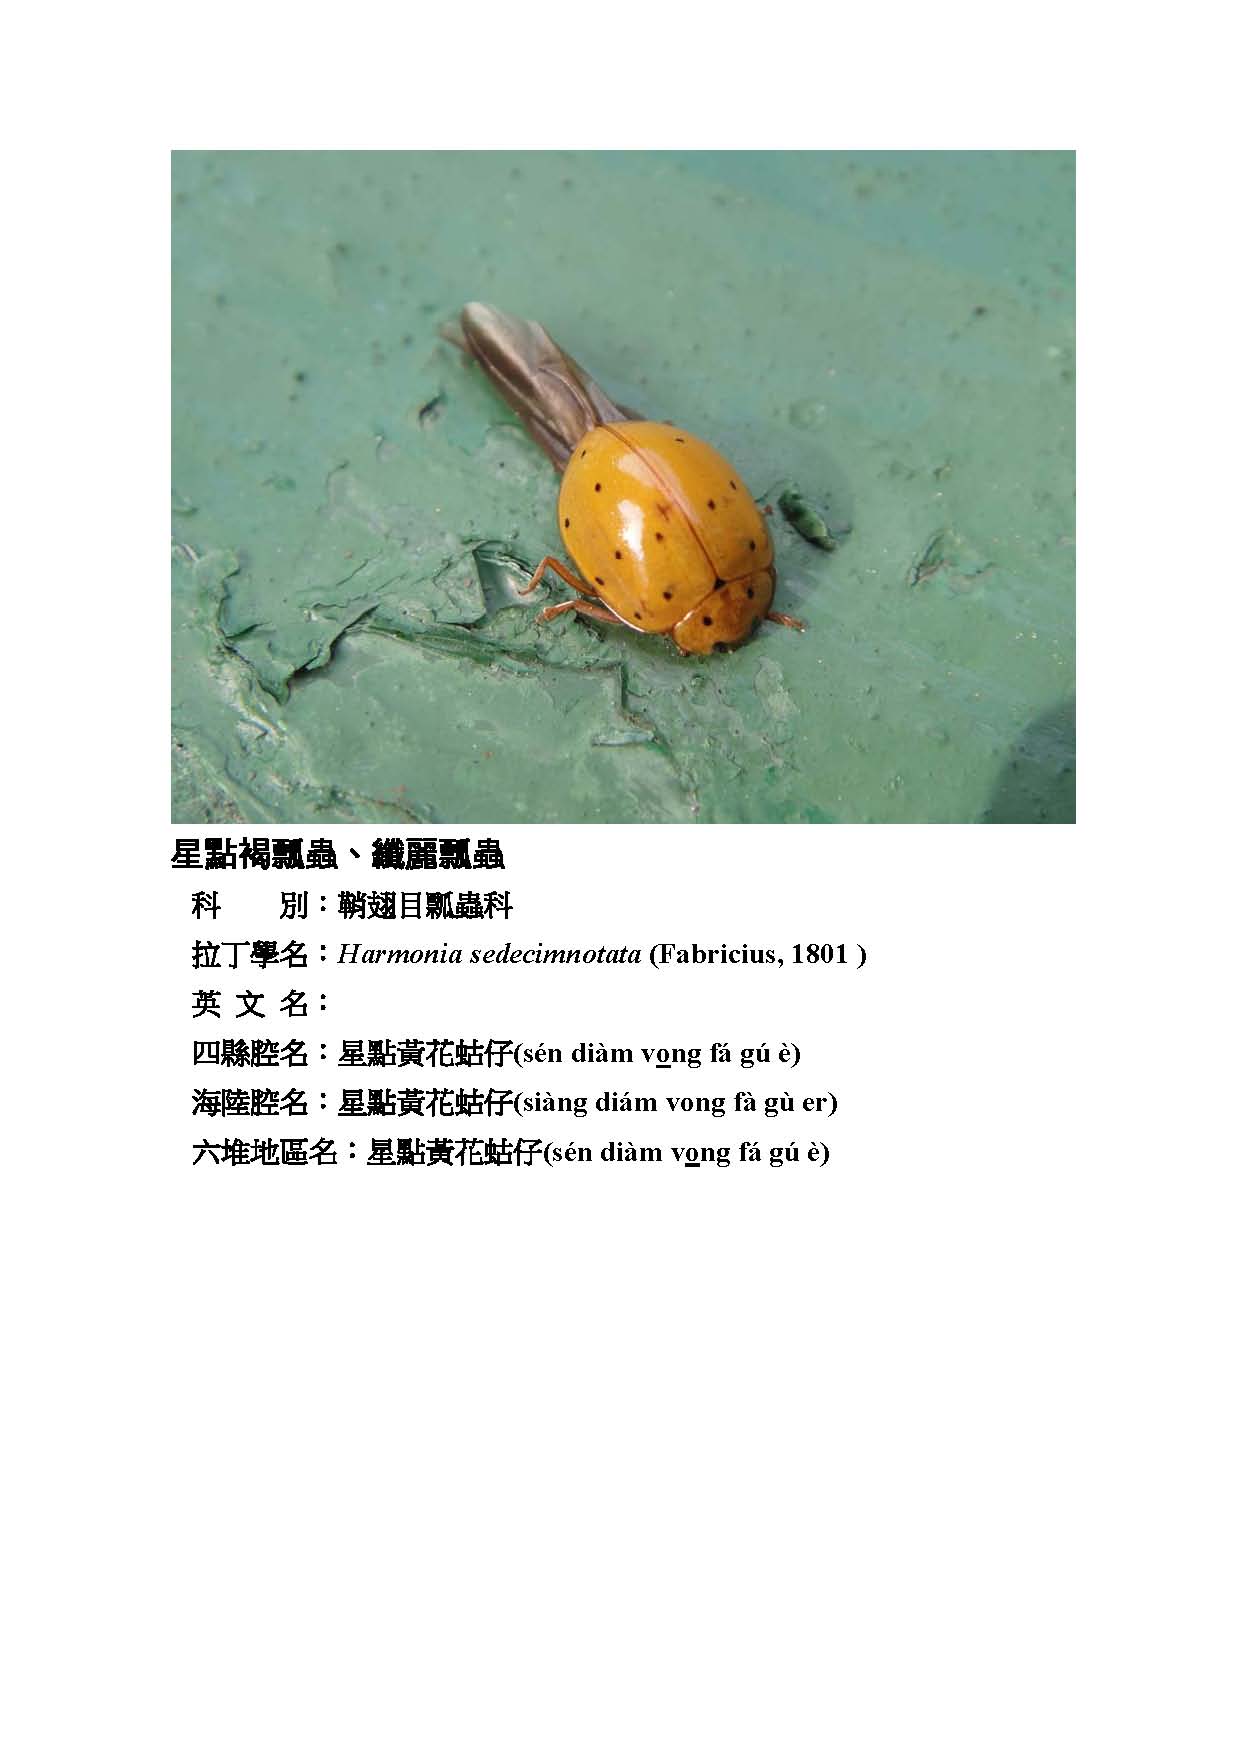 星點褐瓢蟲、纖麗瓢蟲
科　　別：鞘翅目瓢蟲科
拉丁學名：Harmonia sedecimnotata (Fabricius, 1801 )
英 文 名：
四縣腔名：星點黃花蛄仔(sén diàm vong fá gú è)
海陸腔名：星點黃花蛄仔(siàng diám vong fà gù er)
六堆地區名：星點黃花蛄仔(sén diàm vong fá gú è)